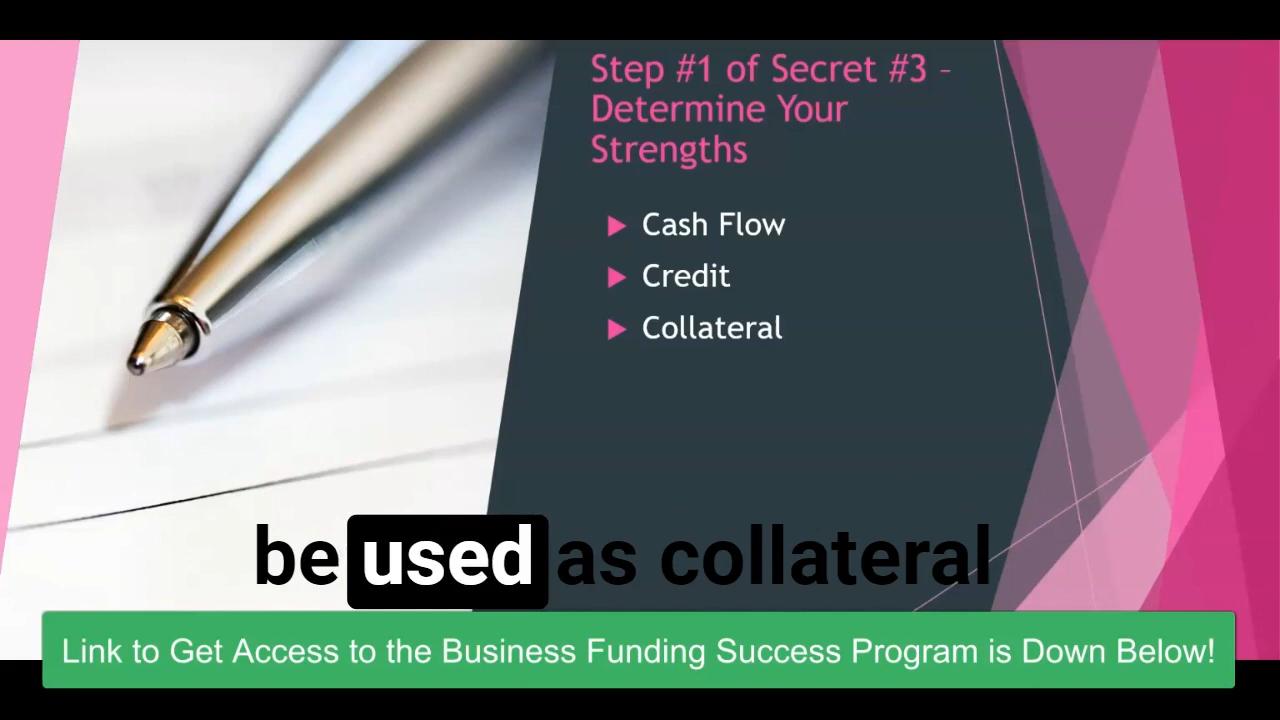 Step #1 of Secret #3 –
Determine Your
Strengths
Cash Flow
Credit
Collateral
be used as collateral
Link to Get Access to the Business Funding Success Program is Down Below!